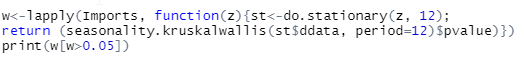 w<-lapply(Imports, function(z){st<-do.stationary(z, 12);
return (seasonality.kruskalwallis(st$ddata, period=12)$pvalue)})
print(w[w>0.05])